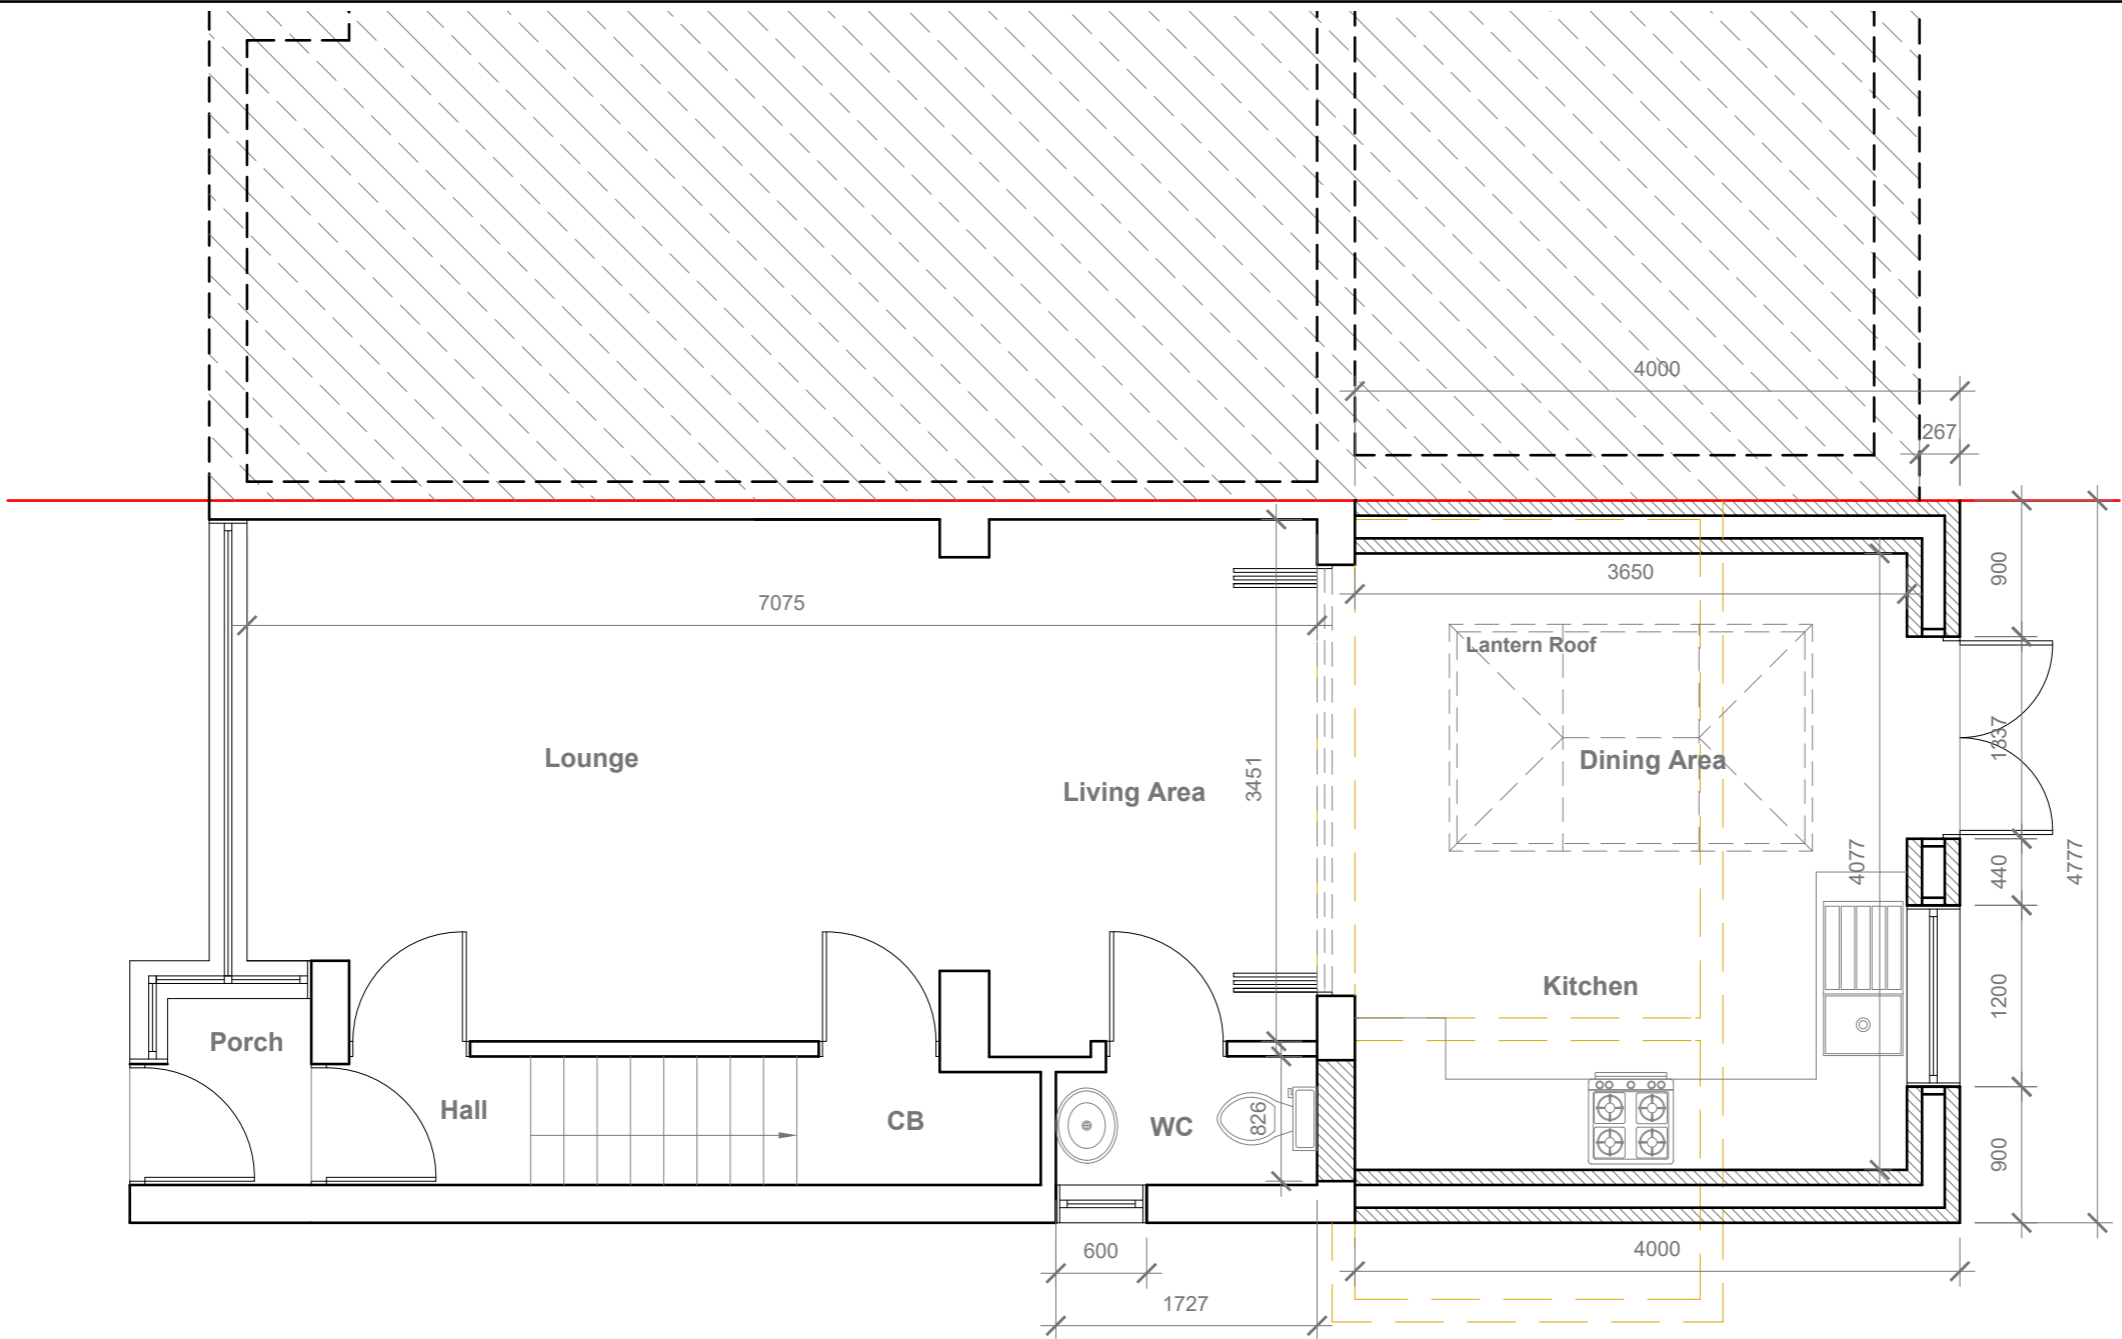 4000
267
900
3650
7075
Lantern Roof
1337
Lounge
Dining Area
Living Area
3451
4077
440
4777
Kitchen
1200
Porch
Hall
CB
WC
826
900
600
4000
1727